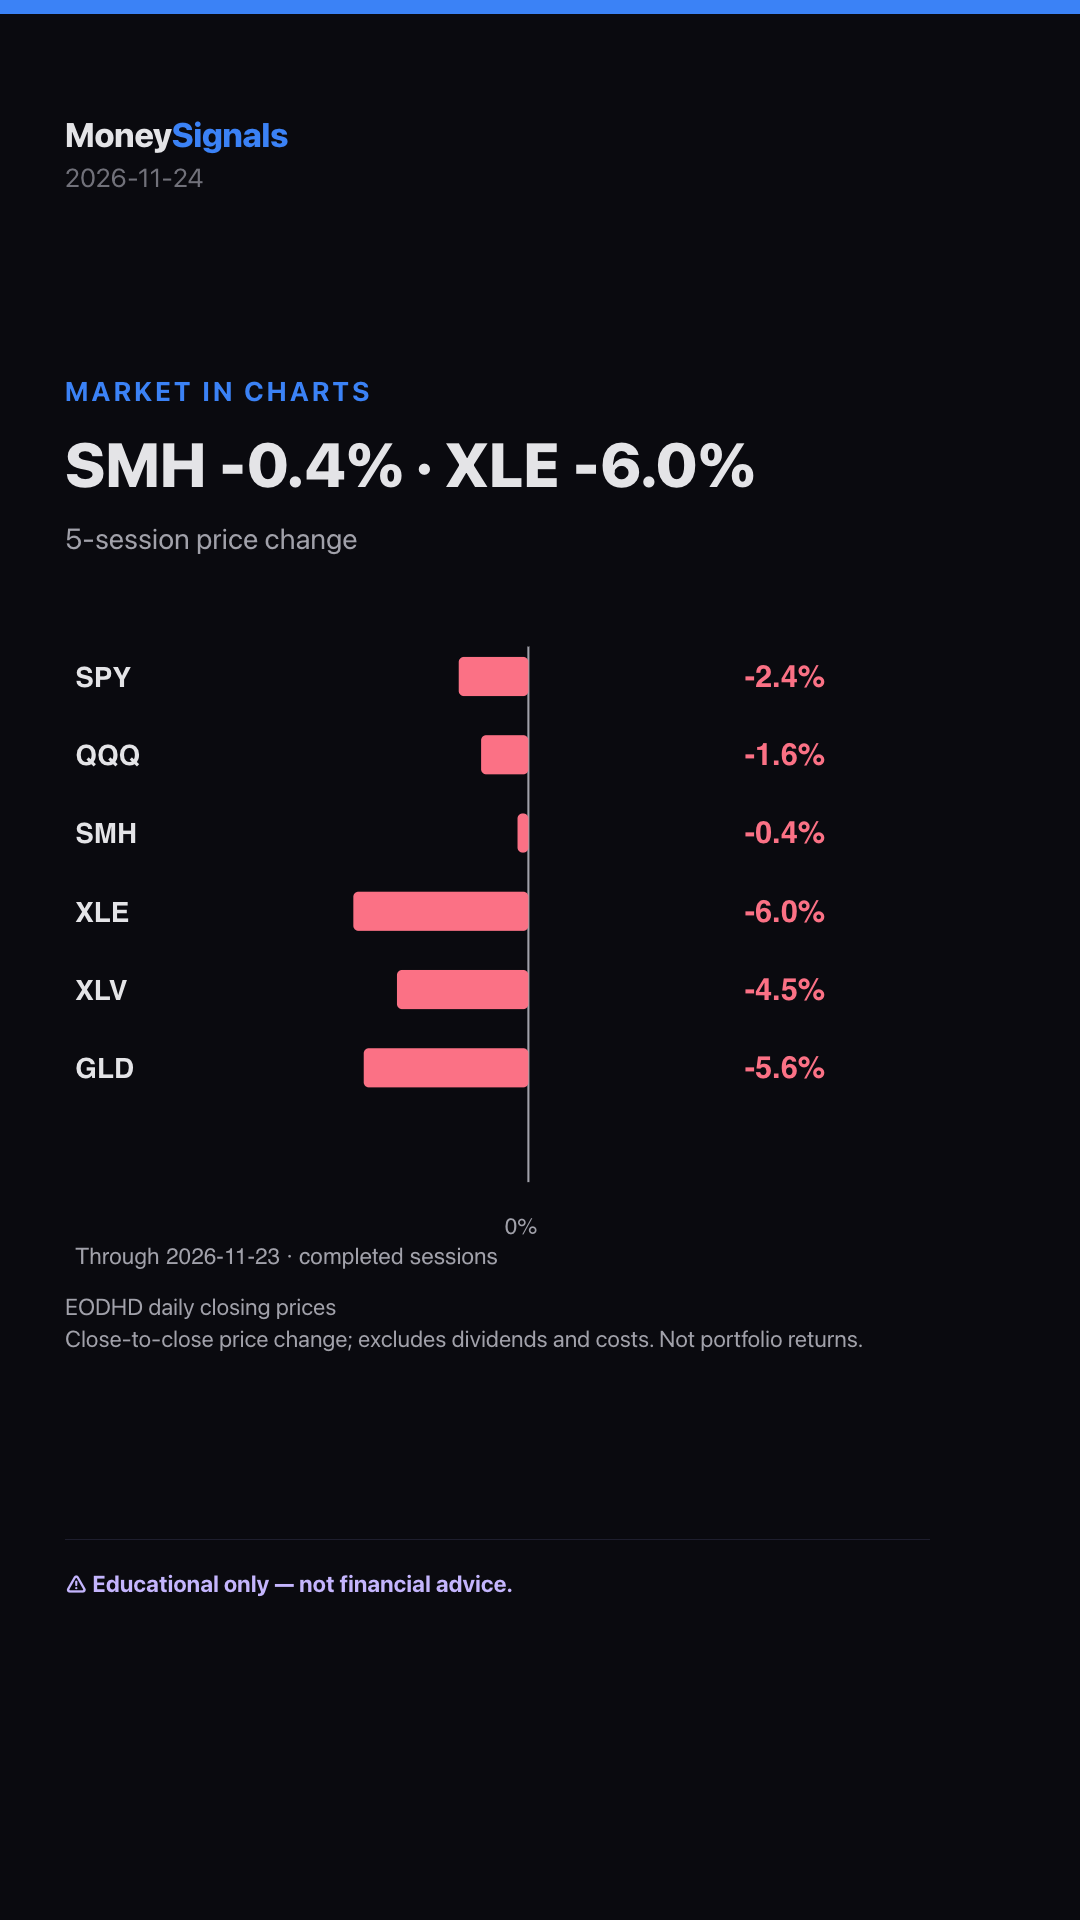 MoneySignals
2026-11-24
MARKET IN CHARTS
SMH -0.4% · XLE -6.0%
5-session price change
SPY -2.4%
QQQ -1.6%
SMH -0.4%
XLE -6.0%
XLV -4.5%
GLD -5.6%
0%
Through 2026-11-23 · completed sessions
EODHD daily closing prices
Close-to-close price change; excludes dividends and costs. Not portfolio returns.
⚠ Educational only — not financial advice.